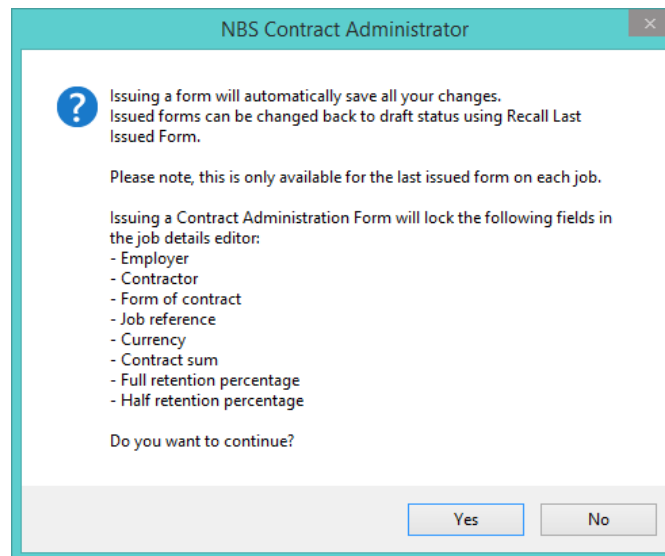 NBS Contract Administrator
Issuing a form will automatically save all your changes.
Issued forms can be changed back to draft status using Recall Last
Issued Form.
Please note, this is only available for the last issued form on each job.
Issuing a Contract Administration Form will lock the following fields in
the job details editor:
- Employer
- Contractor
- Form of contract
- Job reference
- Currency
- Contract sum
- Full retention percentage
- Half retention percentage
Do you want to continue?
Yes
No